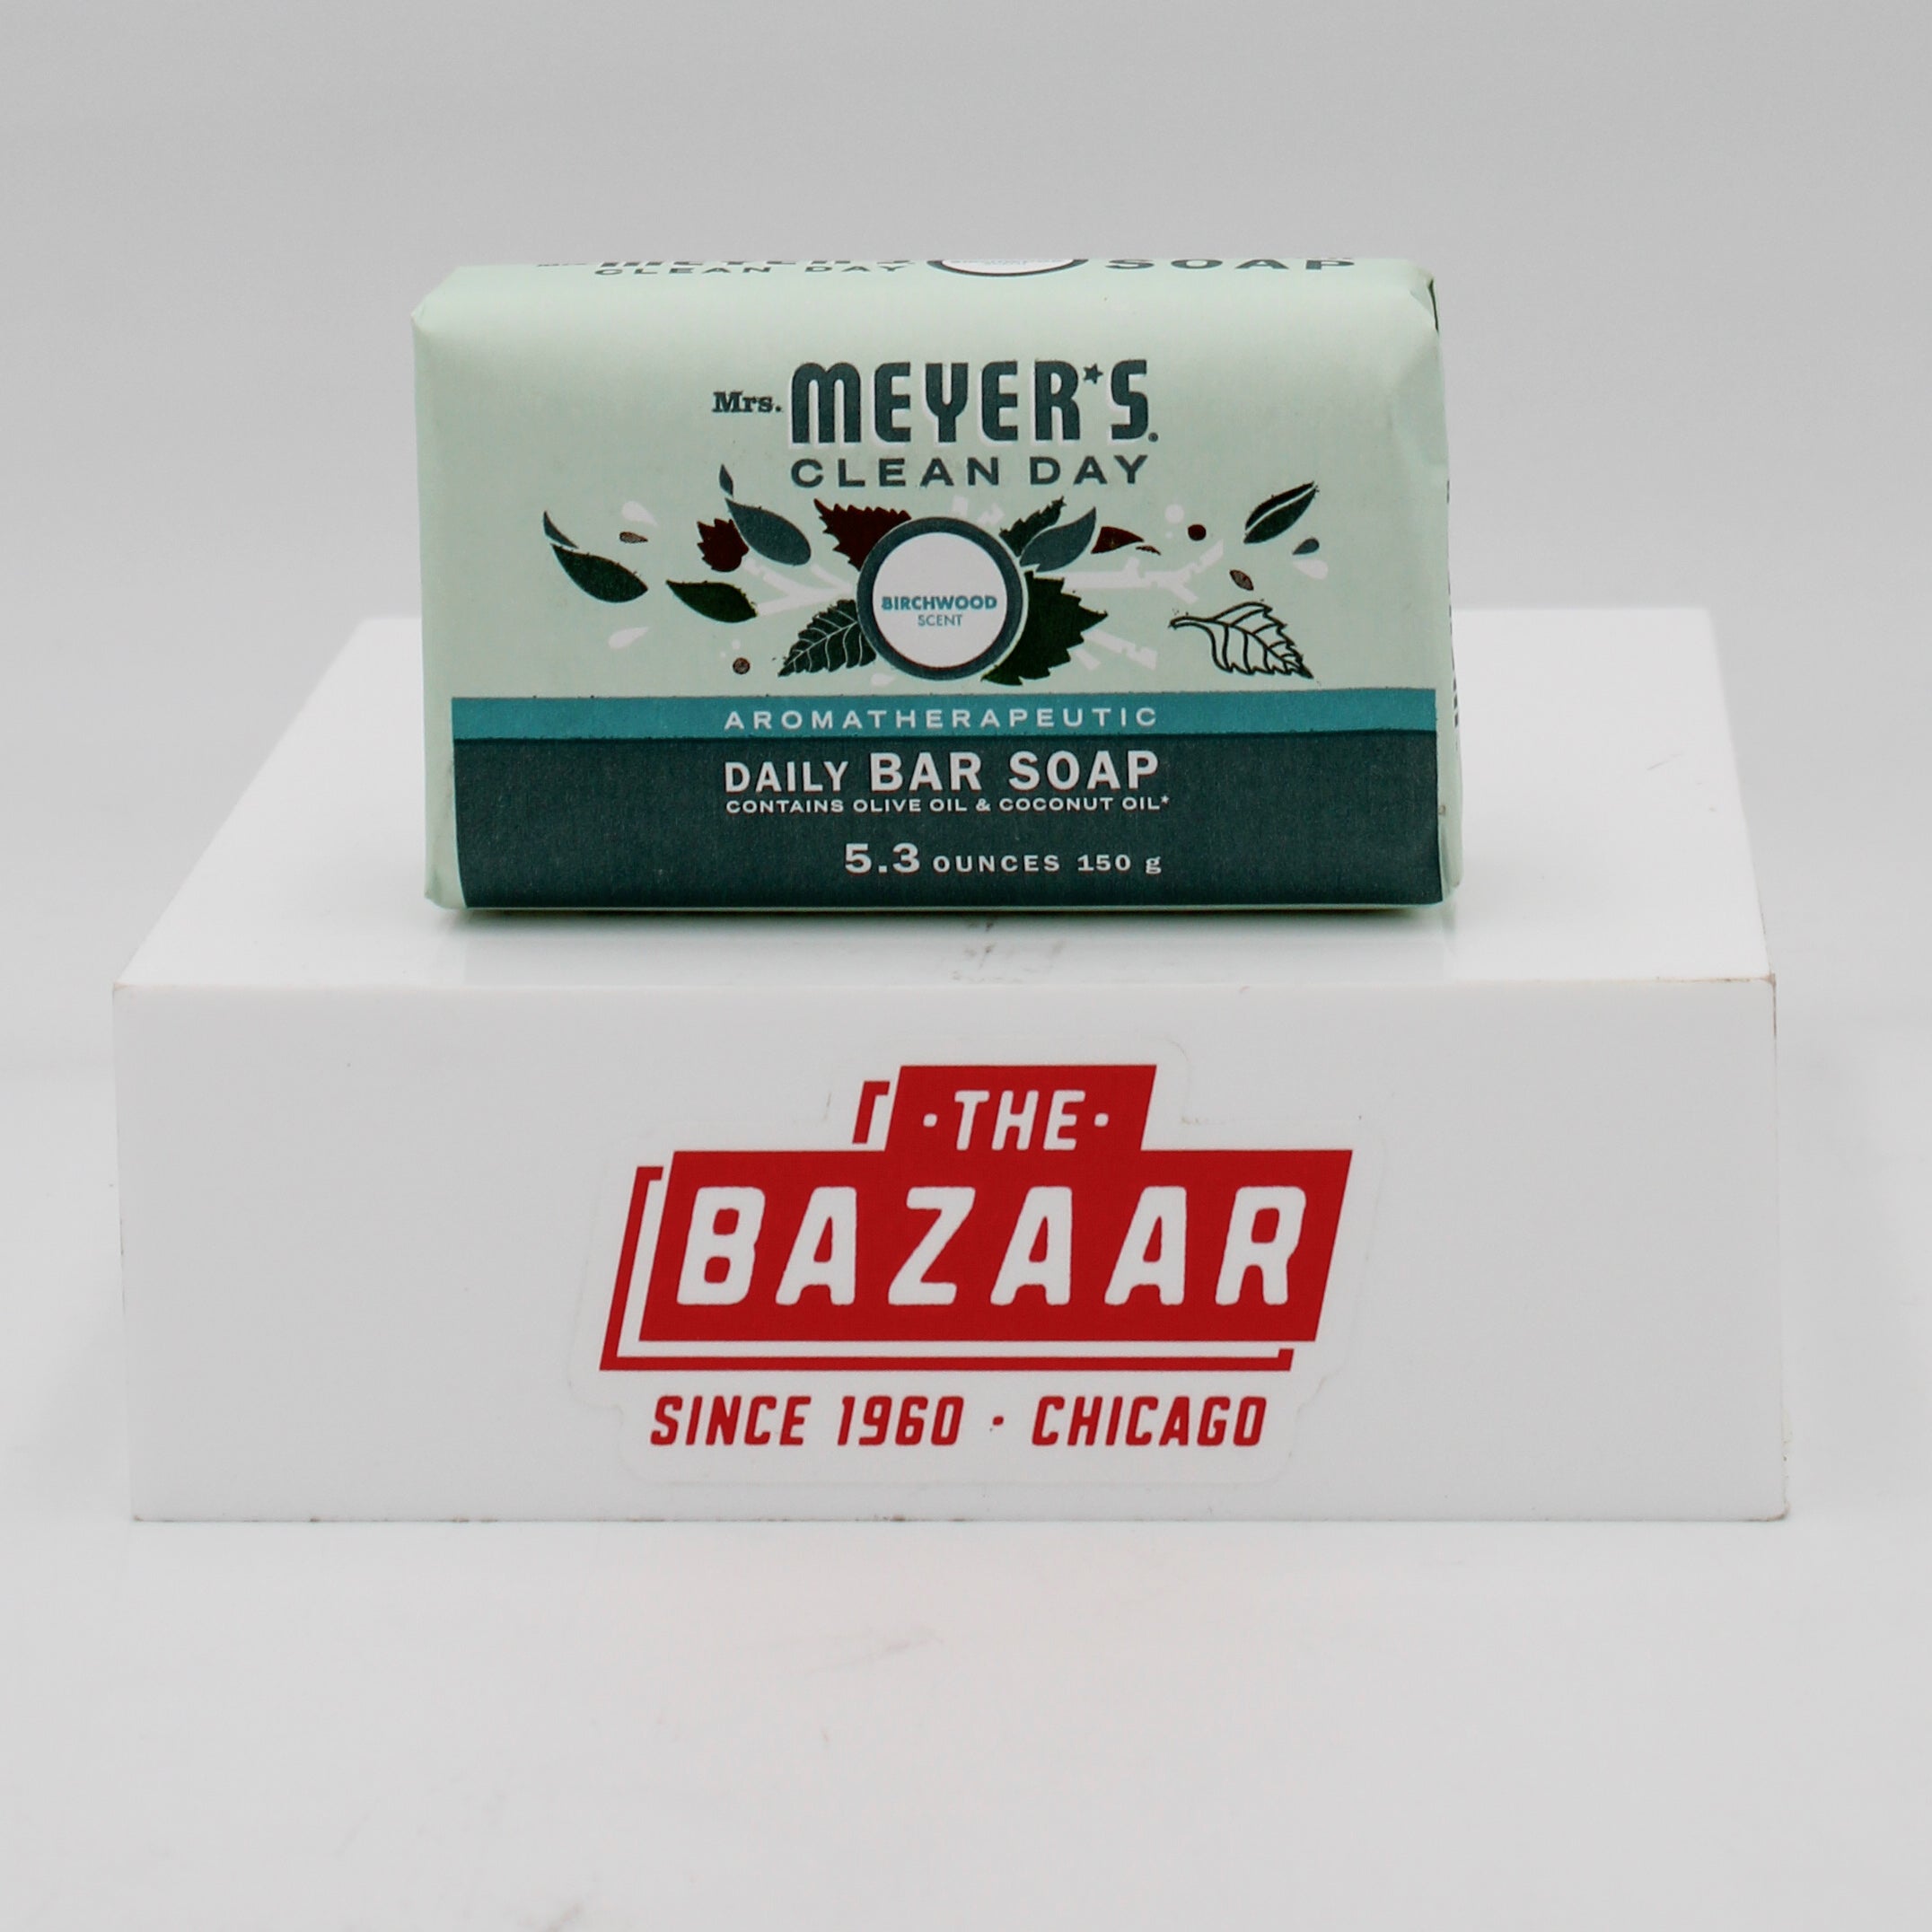 CLEAN DAY SOAP
Mrs. MEYER'S
CLEAN DAY
BIRCHWOOD
SCENT
AROMATHERAPEUTIC
DAILY BAR SOAP
CONTAINS OLIVE OIL & COCONUT OIL*
5.3 OUNCES 150 g
·THE·
BAZAAR
SINCE 1960 · CHICAGO